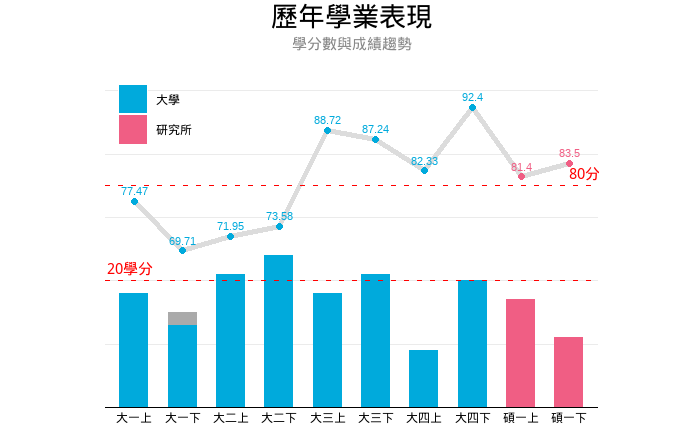 歷年學業表現
學分數與成績趨勢
大學
研究所
77.47
69.71
71.95
73.58
88.72
87.24
82.33
92.4
81.4
83.5
80分
20學分
大一上 大一下 大二上 大二下 大三上 大三下 大四上 大四下 碩一上 碩一下